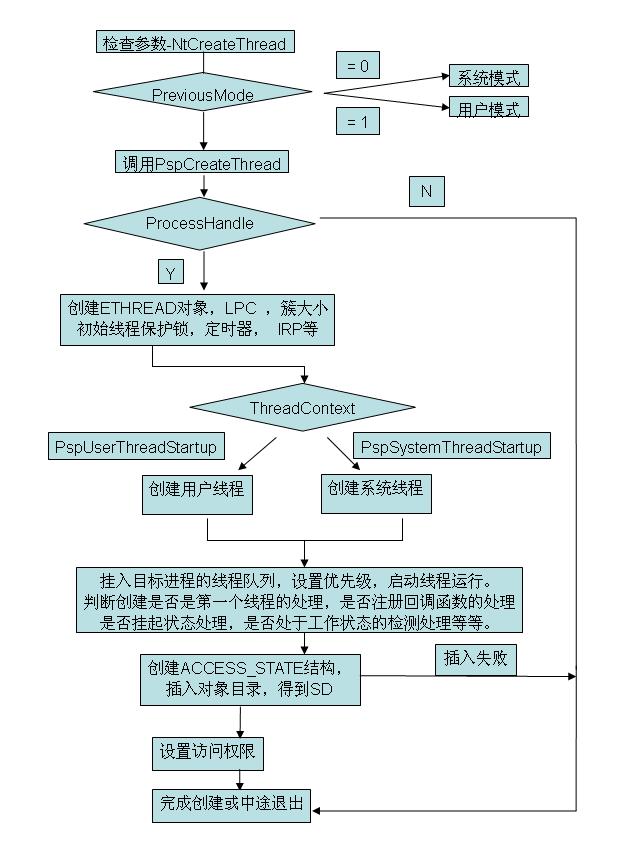 检查参数-NtCreateThread
= 0
系统模式
PreviousMode
用户模式
= 1
调用PspCreateThread
N
ProcessHandle
Y
创建ETHREAD对象，LPC ，簇大小
初始线程保护锁，定时器， IRP等
ThreadContext
PspUserThreadStartup
PspSystemThreadStartup
创建用户线程
创建系统线程
挂入目标进程的线程队列，设置优先级，启动线程运行。
判断创建是否是第一个线程的处理，是否注册回调函数的处理
是否挂起状态处理，是否处于工作状态的检测处理等等。
创建ACCESS_STATE结构，
插入对象目录，得到SD
插入失败
设置访问权限
完成创建或中途退出